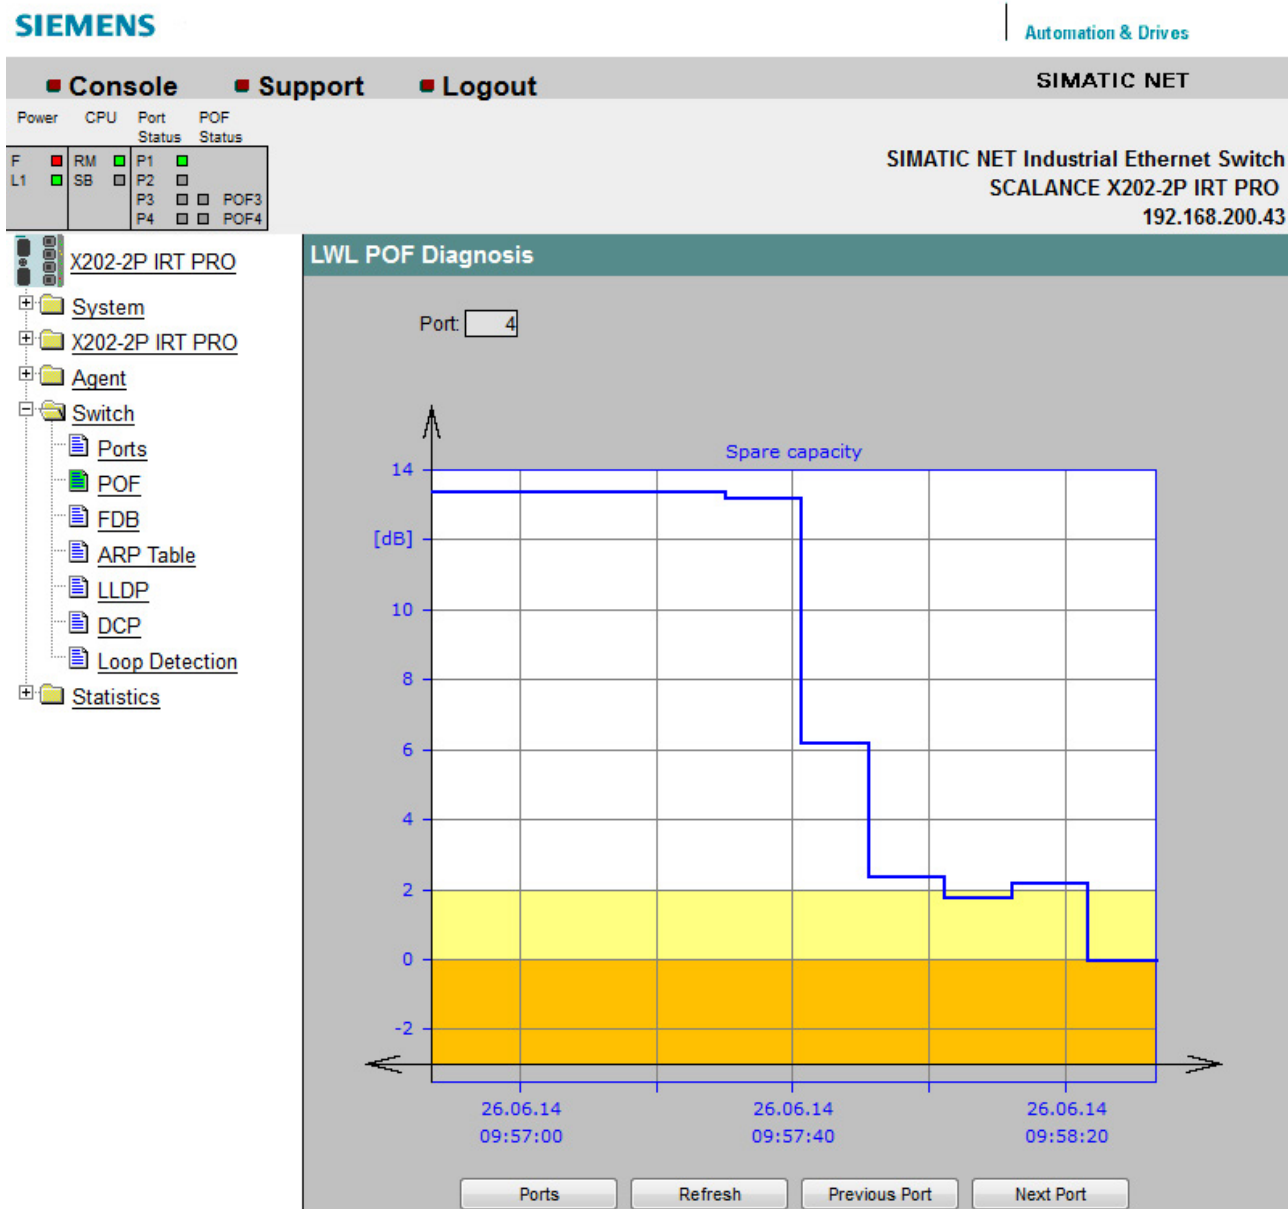 SIEMENS
Automation & Drives
Console Support Logout
SIMATIC NET
Power CPU Port Status POF Status
F RM P1
L1 SB P2
P3 POF3
P4 POF4
SIMATIC NET Industrial Ethernet Switch
SCALANCE X202-2P IRT PRO
192.168.200.43
X202-2P IRT PRO
System
X202-2P IRT PRO
Agent
Switch
Ports
POF
FDB
ARP Table
LLDP
DCP
Loop Detection
Statistics
LWL POF Diagnosis
Port: 4
Spare capacity
14
[dB]
10
8
6
4
2
0
-2
26.06.14 26.06.14 26.06.14
09:57:00 09:57:40 09:58:20
Ports Refresh Previous Port Next Port